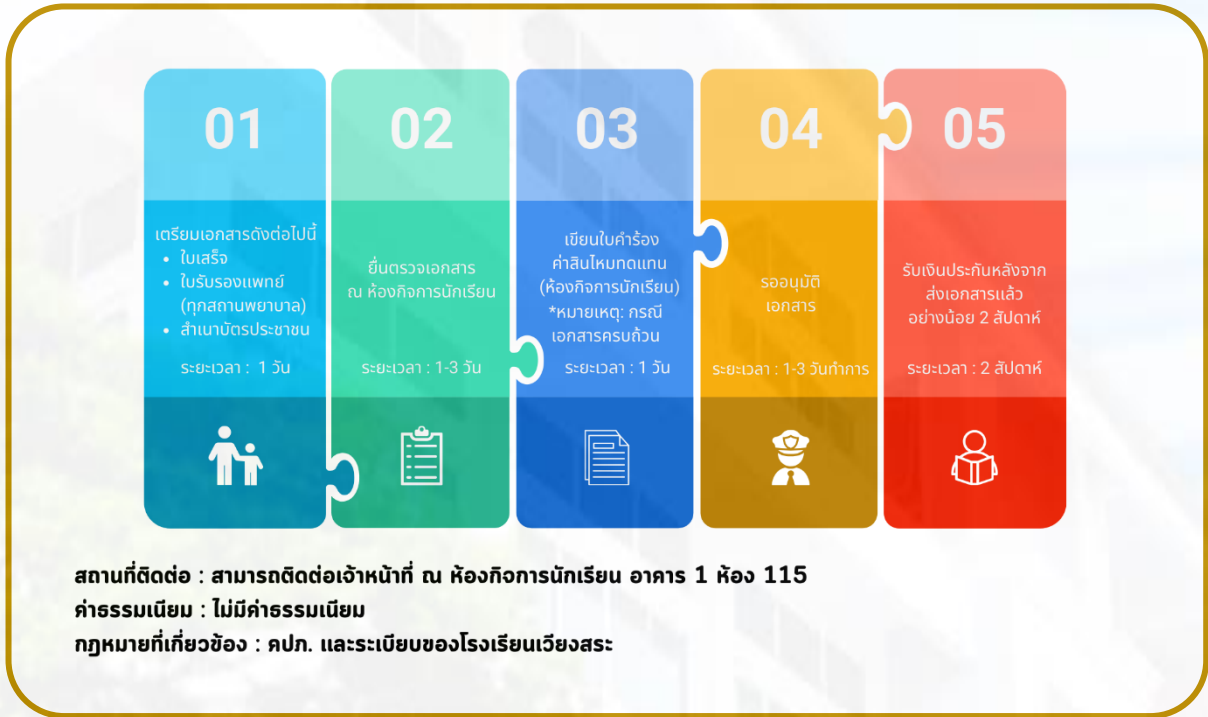 01
เตรียมเอกสารดังต่อไปนี้
• ใบเสร็จ
• ใบรับรองแพทย์
(ทุกสถานพยาบาล)
• สำเนาบัตรประชาชน
ระยะเวลา : 1 วัน
02
ยื่นตรวจเอกสาร
ณ ห้องกิจการนักเรียน
ระยะเวลา : 1-3 วัน
03
เขียนใบคำร้อง
ค่าสินไหมทดแทน
(ห้องกิจการนักเรียน)
*หมายเหตุ: กรณี
เอกสารครบถ้วน
ระยะเวลา : 1 วัน
04
รออนุมัติ
เอกสาร
ระยะเวลา : 1-3 วันทำการ
05
รับเงินประกันหลังจาก
ส่งเอกสารแล้ว
อย่างน้อย 2 สัปดาห์
ระยะเวลา : 2 สัปดาห์
สถานที่ติดต่อ : สามารถติดต่อเจ้าหน้าที่ ณ ห้องกิจการนักเรียน อาคาร 1 ห้อง 115
ค่าธรรมเนียม : ไม่มีค่าธรรมเนียม
กฎหมายที่เกี่ยวข้อง : คปภ. และระเบียบของโรงเรียนเวียงสระ